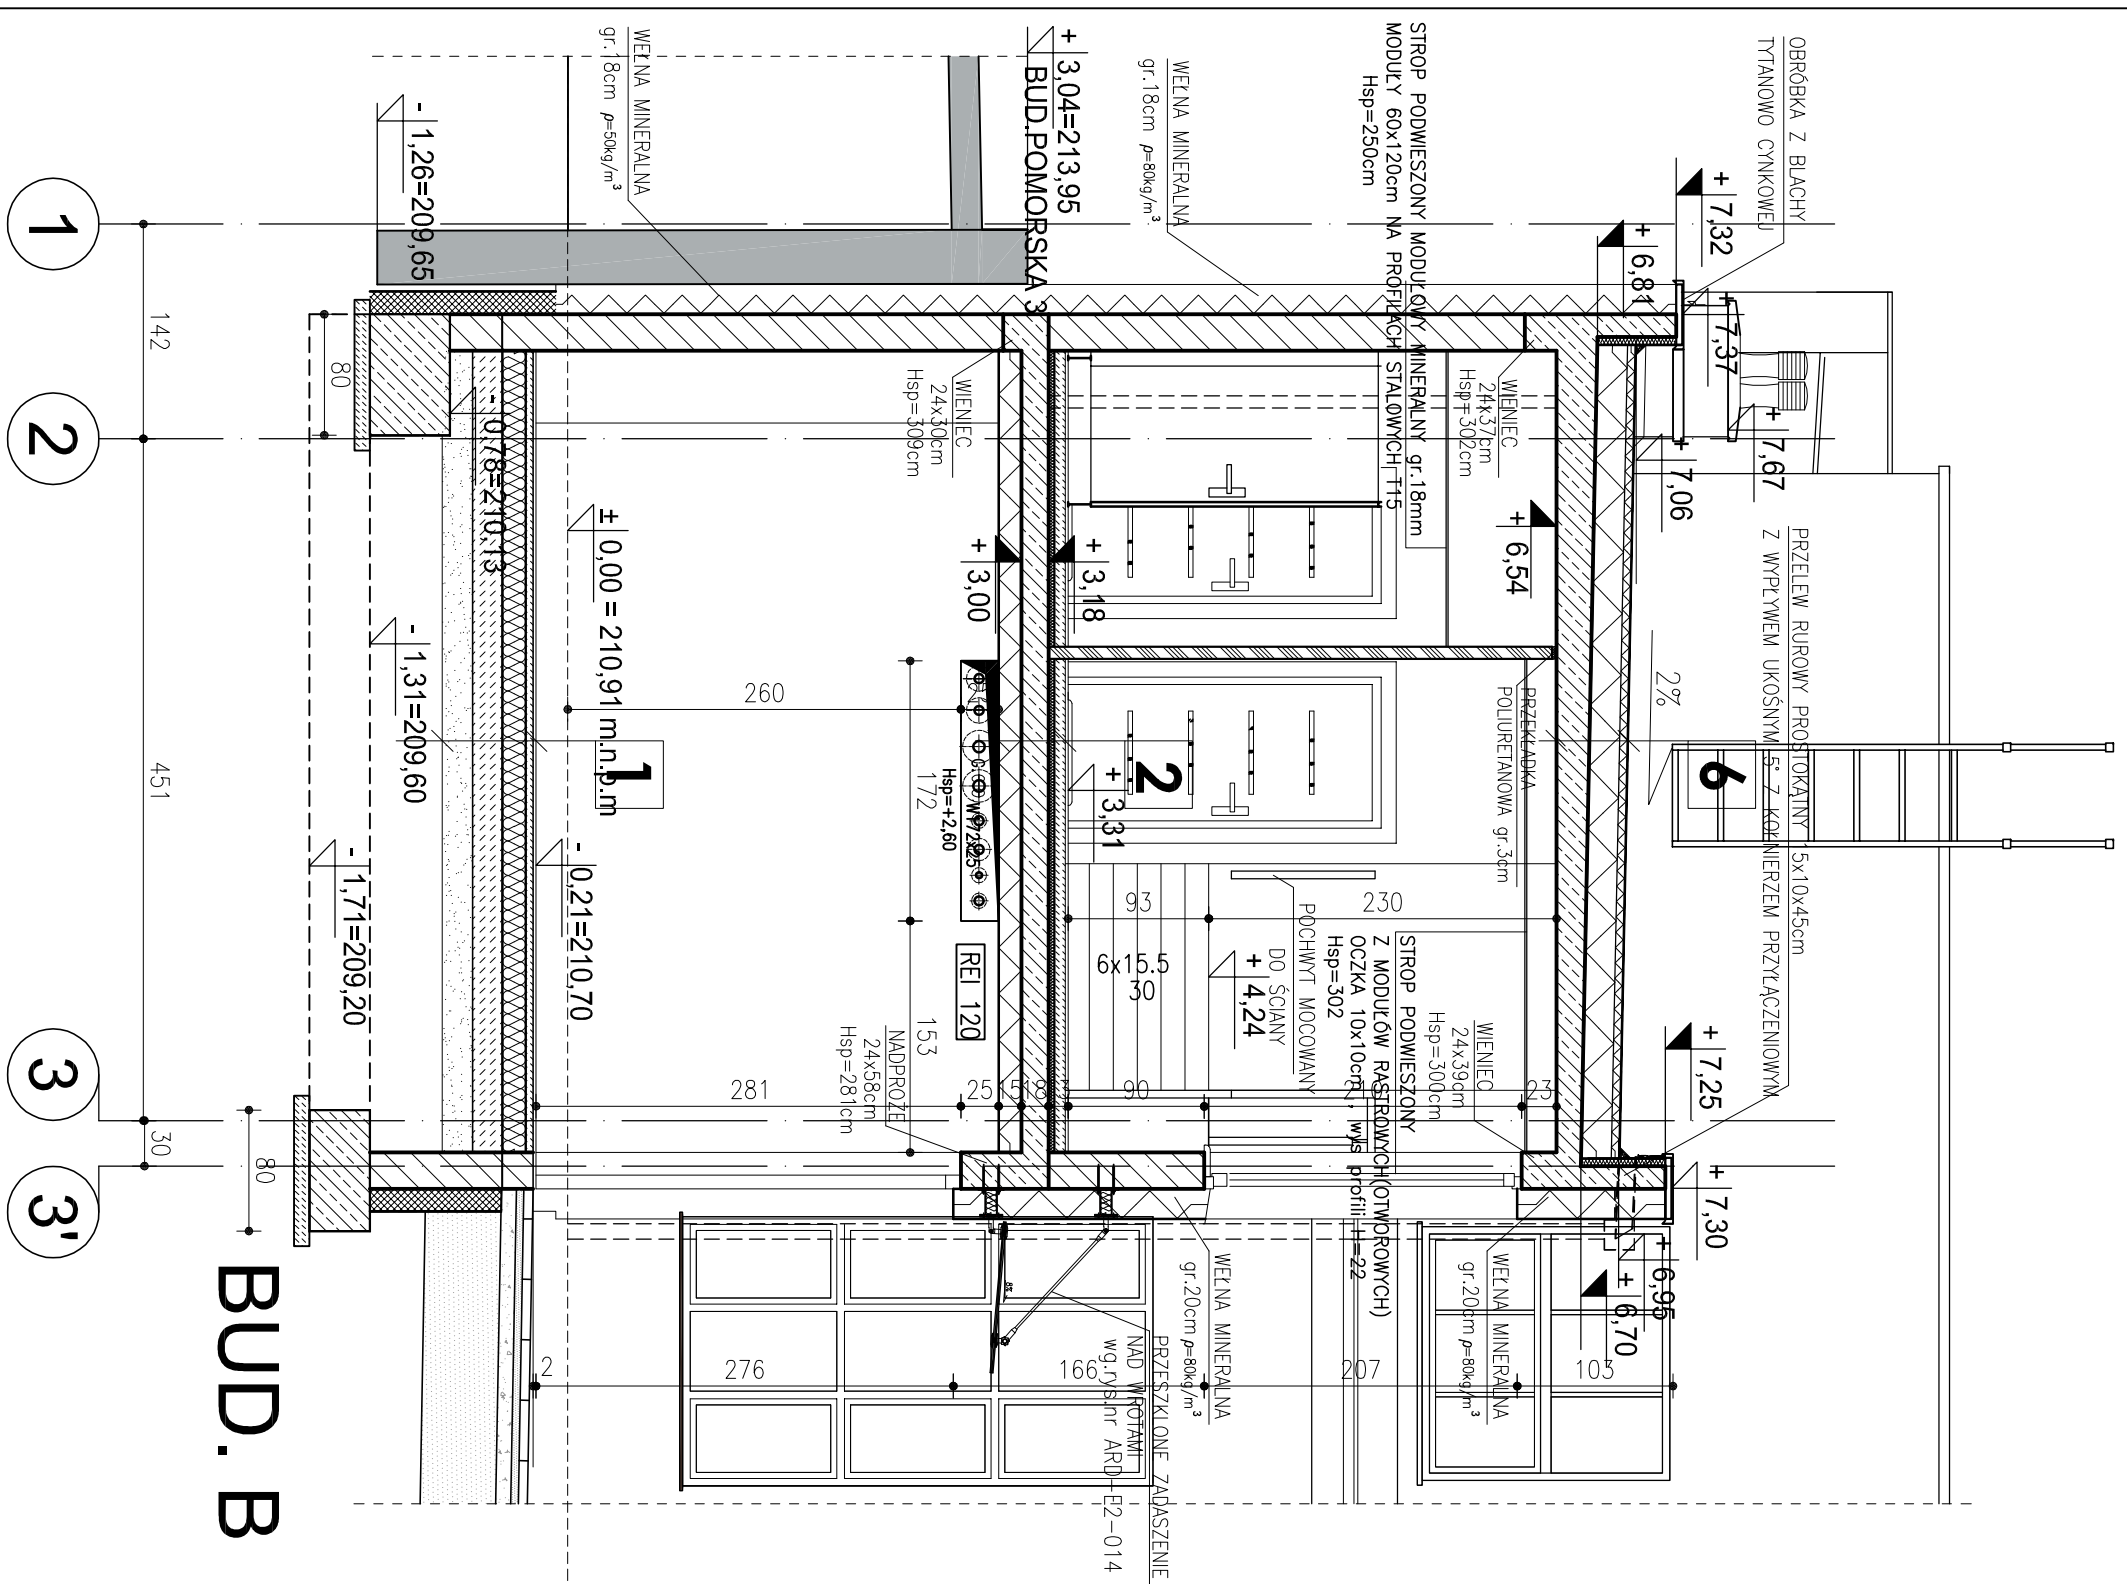 OBRÓBKA Z BLACHY
TYTANOWO CYNKOWEJ
+ 7,32
+ 6,81
+ 7,37
+ 7,67
+ 7,06
PRZELEW RUROWY PROSTOKĄTNY 15x10x45cm
Z WYPŁYWEM UKOŚNYM 5° Z KOŁNIERZEM PRZYŁĄCZENIOWYM
2%
6
+ 7,25
+ 7,30
+ 6,95
+ 6,70
STROP PODWIESZONY MODUŁOWY MINERALNY gr.18mm
MODUŁY 60x120cm NA PROFILACH STALOWYCH T15
Hsp=250cm
WIENIEC
24x37cm
Hsp=302cm
+ 6,54
PRZEKŁADKA
POLIURETANOWA gr.3cm
WEŁNA MINERALNA
gr.18cm ρ=80kg/m³
STROP PODWIESZONY
Z MODUŁÓW RASTROWYCH(OTWOROWYCH)
OCZKA 10x10cm, wys profili H=22
Hsp=302
WIENIEC
24x39cm
Hsp=300cm
WEŁNA MINERALNA
gr.20cm ρ=80kg/m³
POCHWYT MOCOWANY
DO ŚCIANY
230
93
6x15.5
30
+ 4,24
23
90
WEŁNA MINERALNA
gr.20cm ρ=80kg/m³
103
207
166
276
2
+ 3,04=213,95
BUD.POMORSKA 3
+ 3,18
+ 3,00
2
+ 3,31
WIENIEC
24x30cm
Hsp=309cm
Hsp=+2,60
172
153
REI 120
NADPROŻE
24x58cm
Hsp=281cm
25
15
18
281
260
PRZESZKLONE ZADASZENIE
NAD WROTAMI
wg.rys.nr ARD-E2-014
8%
WEŁNA MINERALNA
gr.18cm ρ=50kg/m³
± 0,00 = 210,91 m.n.p.m
1
- 0,21=210,70
- 1,26=209,65
- 0,78=210,13
- 1,31=209,60
- 1,71=209,20
80
80
142
451
30
1
2
3
3'
BUD. B